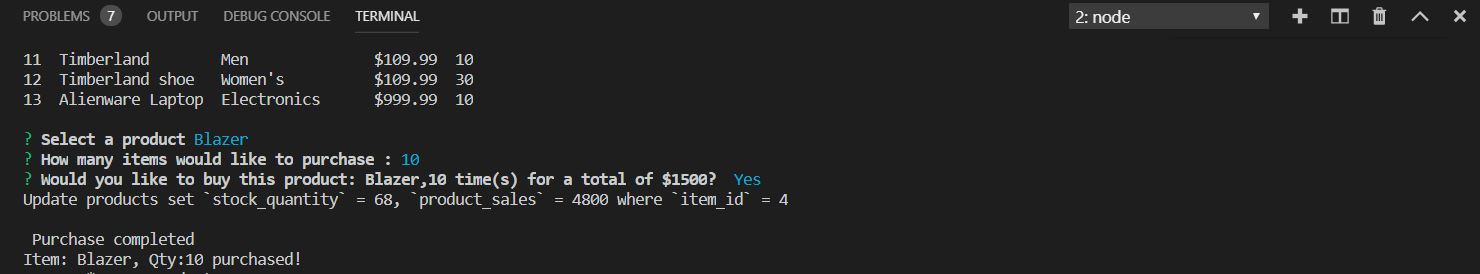 PROBLEMS 7 OUTPUT DEBUG CONSOLE TERMINAL 2: node
11 Timberland Men $109.99 10
12 Timberland shoe Women's $109.99 30
13 Alienware Laptop Electronics $999.99 10
? Select a product Blazer
? How many items would like to purchase : 10
? Would you like to buy this product: Blazer,10 time(s) for a total of $1500? Yes
Update products set `stock_quantity` = 68, `product_sales` = 4800 where `item_id` = 4
Purchase completed
Item: Blazer, Qty:10 purchased!